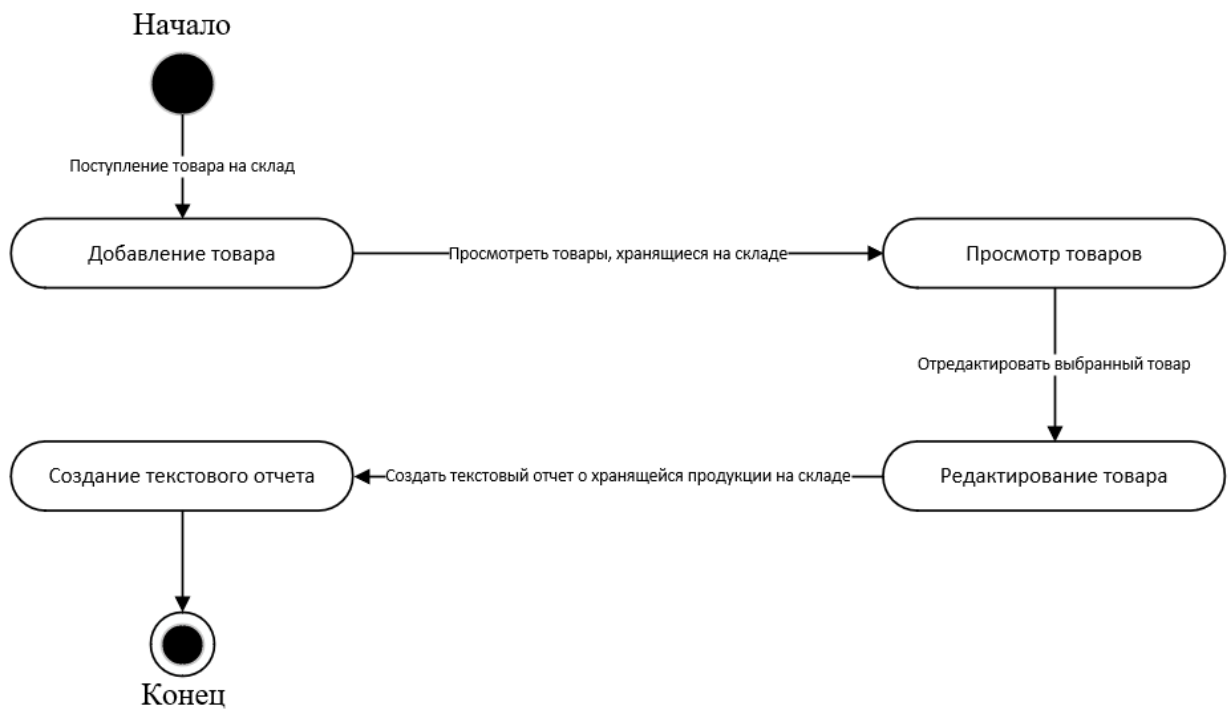 Начало
Поступление товара на склад
Добавление товара
Просмотреть товары, хранящиеся на складе
Просмотр товаров
Отредактировать выбранный товар
Редактирование товара
Создать текстовый отчет о хранящейся продукции на складе
Создание текстового отчета
Конец